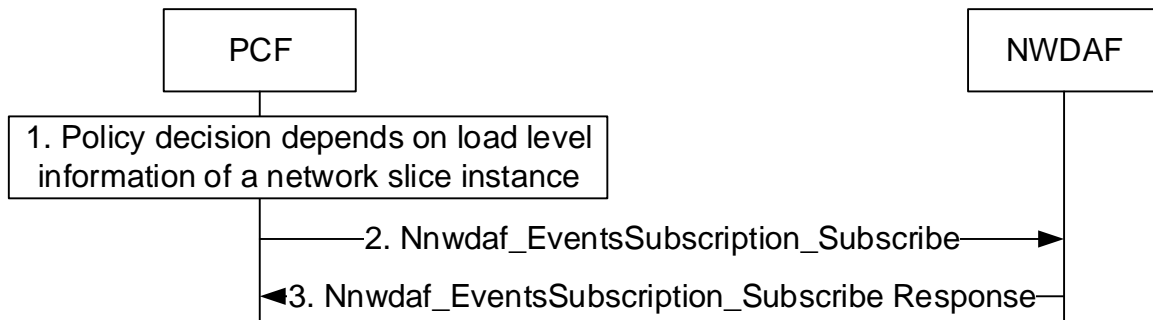 PCF
NWDAF
1. Policy decision depends on load level
information of a network slice instance
2. Nnwdaf_EventsSubscription_Subscribe
3. Nnwdaf_EventsSubscription_Subscribe Response